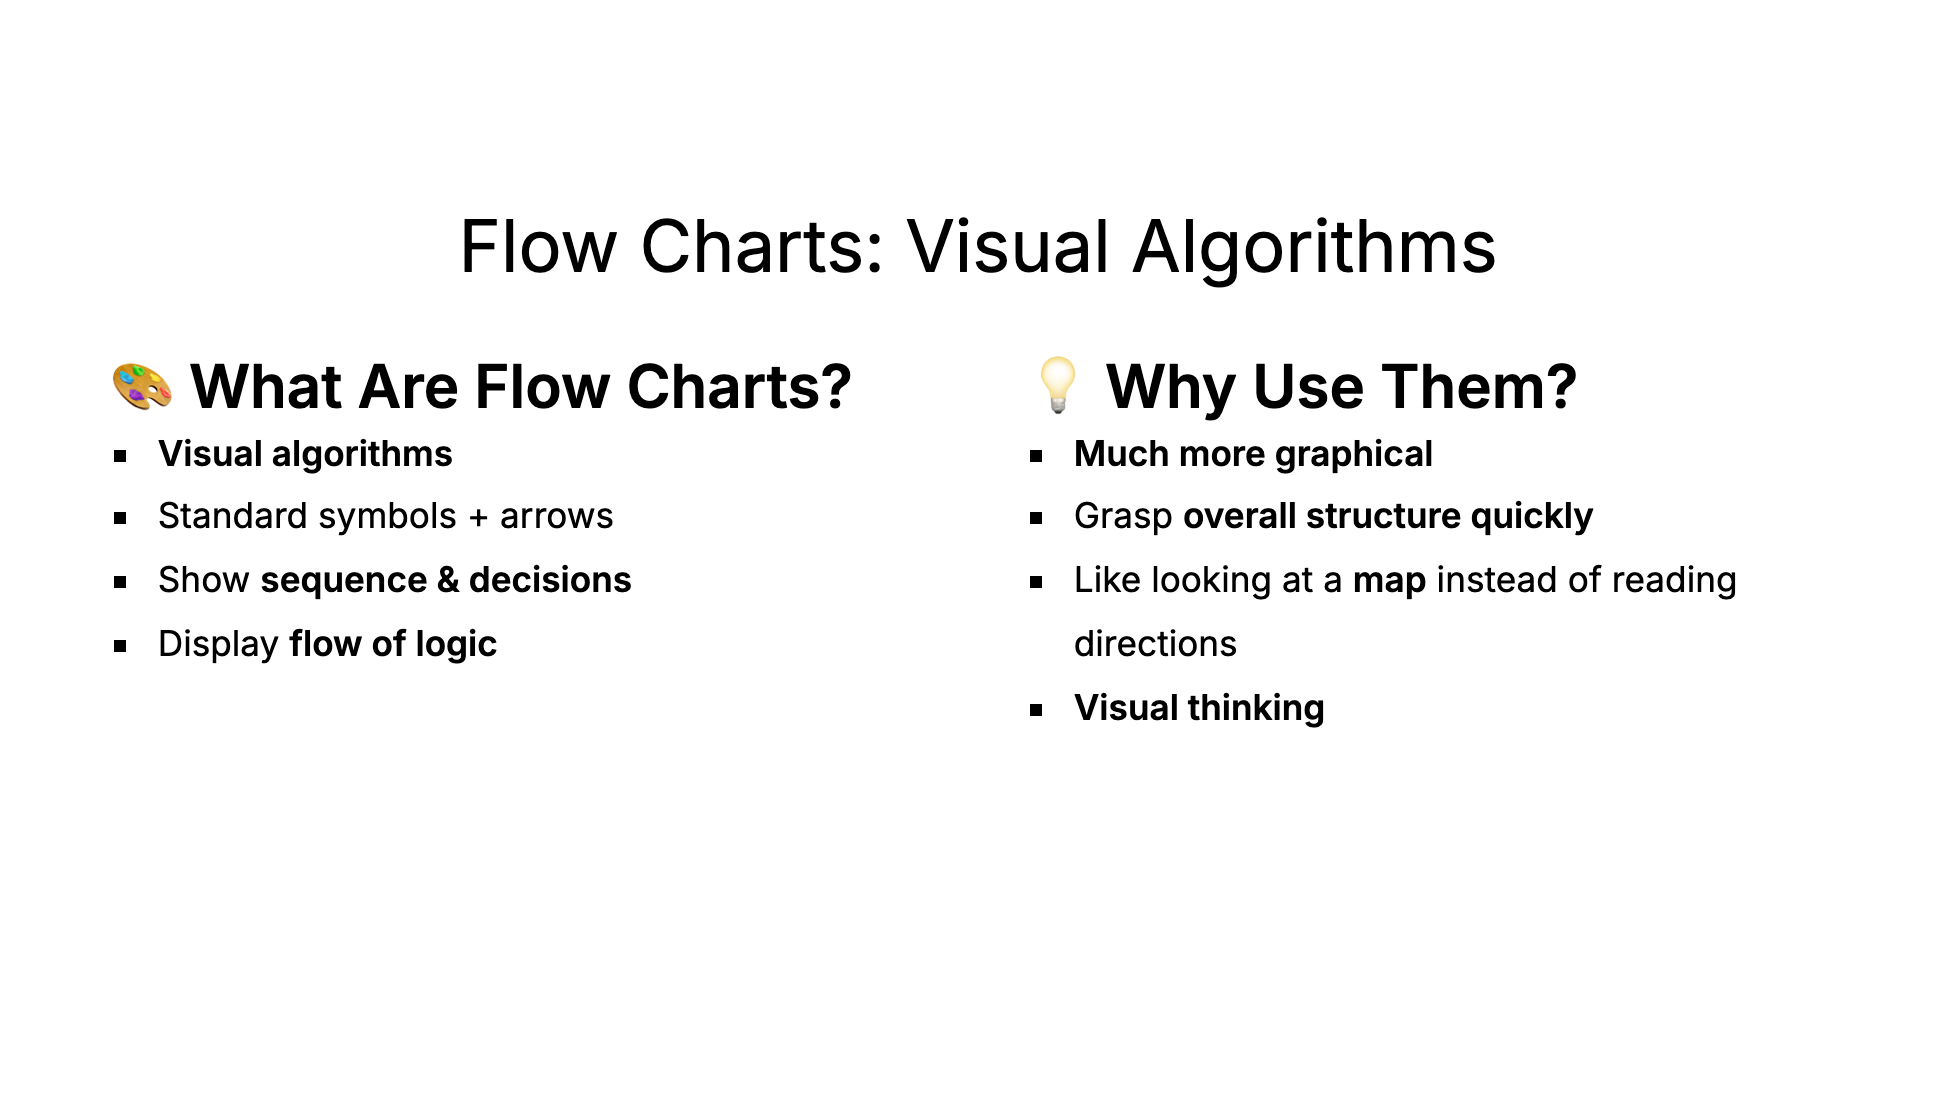 Flow Charts: Visual Algorithms
🎨 What Are Flow Charts?
▪ Visual algorithms
▪ Standard symbols + arrows
▪ Show sequence & decisions
▪ Display flow of logic
💡 Why Use Them?
▪ Much more graphical
▪ Grasp overall structure quickly
▪ Like looking at a map instead of reading
directions
▪ Visual thinking